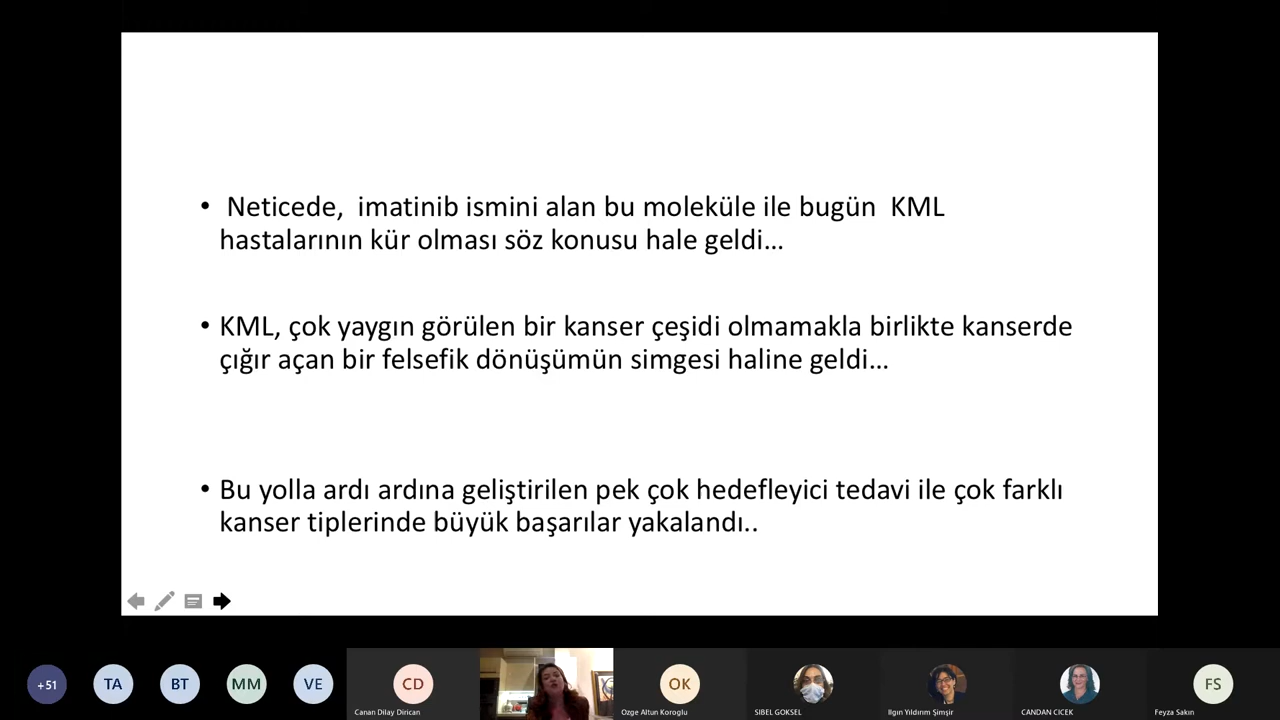 • Neticede, imatinib ismini alan bu moleküle ile bugün KML
hastalarının kür olması söz konusu hale geldi...
• KML, çok yaygın görülen bir kanser çeşidi olmamakla birlikte kanserde
çığır açan bir felsefik dönüşümün simgesi haline geldi...
• Bu yolla ardı ardına geliştirilen pek çok hedefleyici tedavi ile çok farklı
kanser tiplerinde büyük başarılar yakalandı..
+51 TA BT MM VE CD OK FS
Canan Dilay Dirican Ozge Altun Koroglu SIBEL GOKSEL Ilgın Yıldırım Şimşir CANDAN CICEK Feyza Sakın